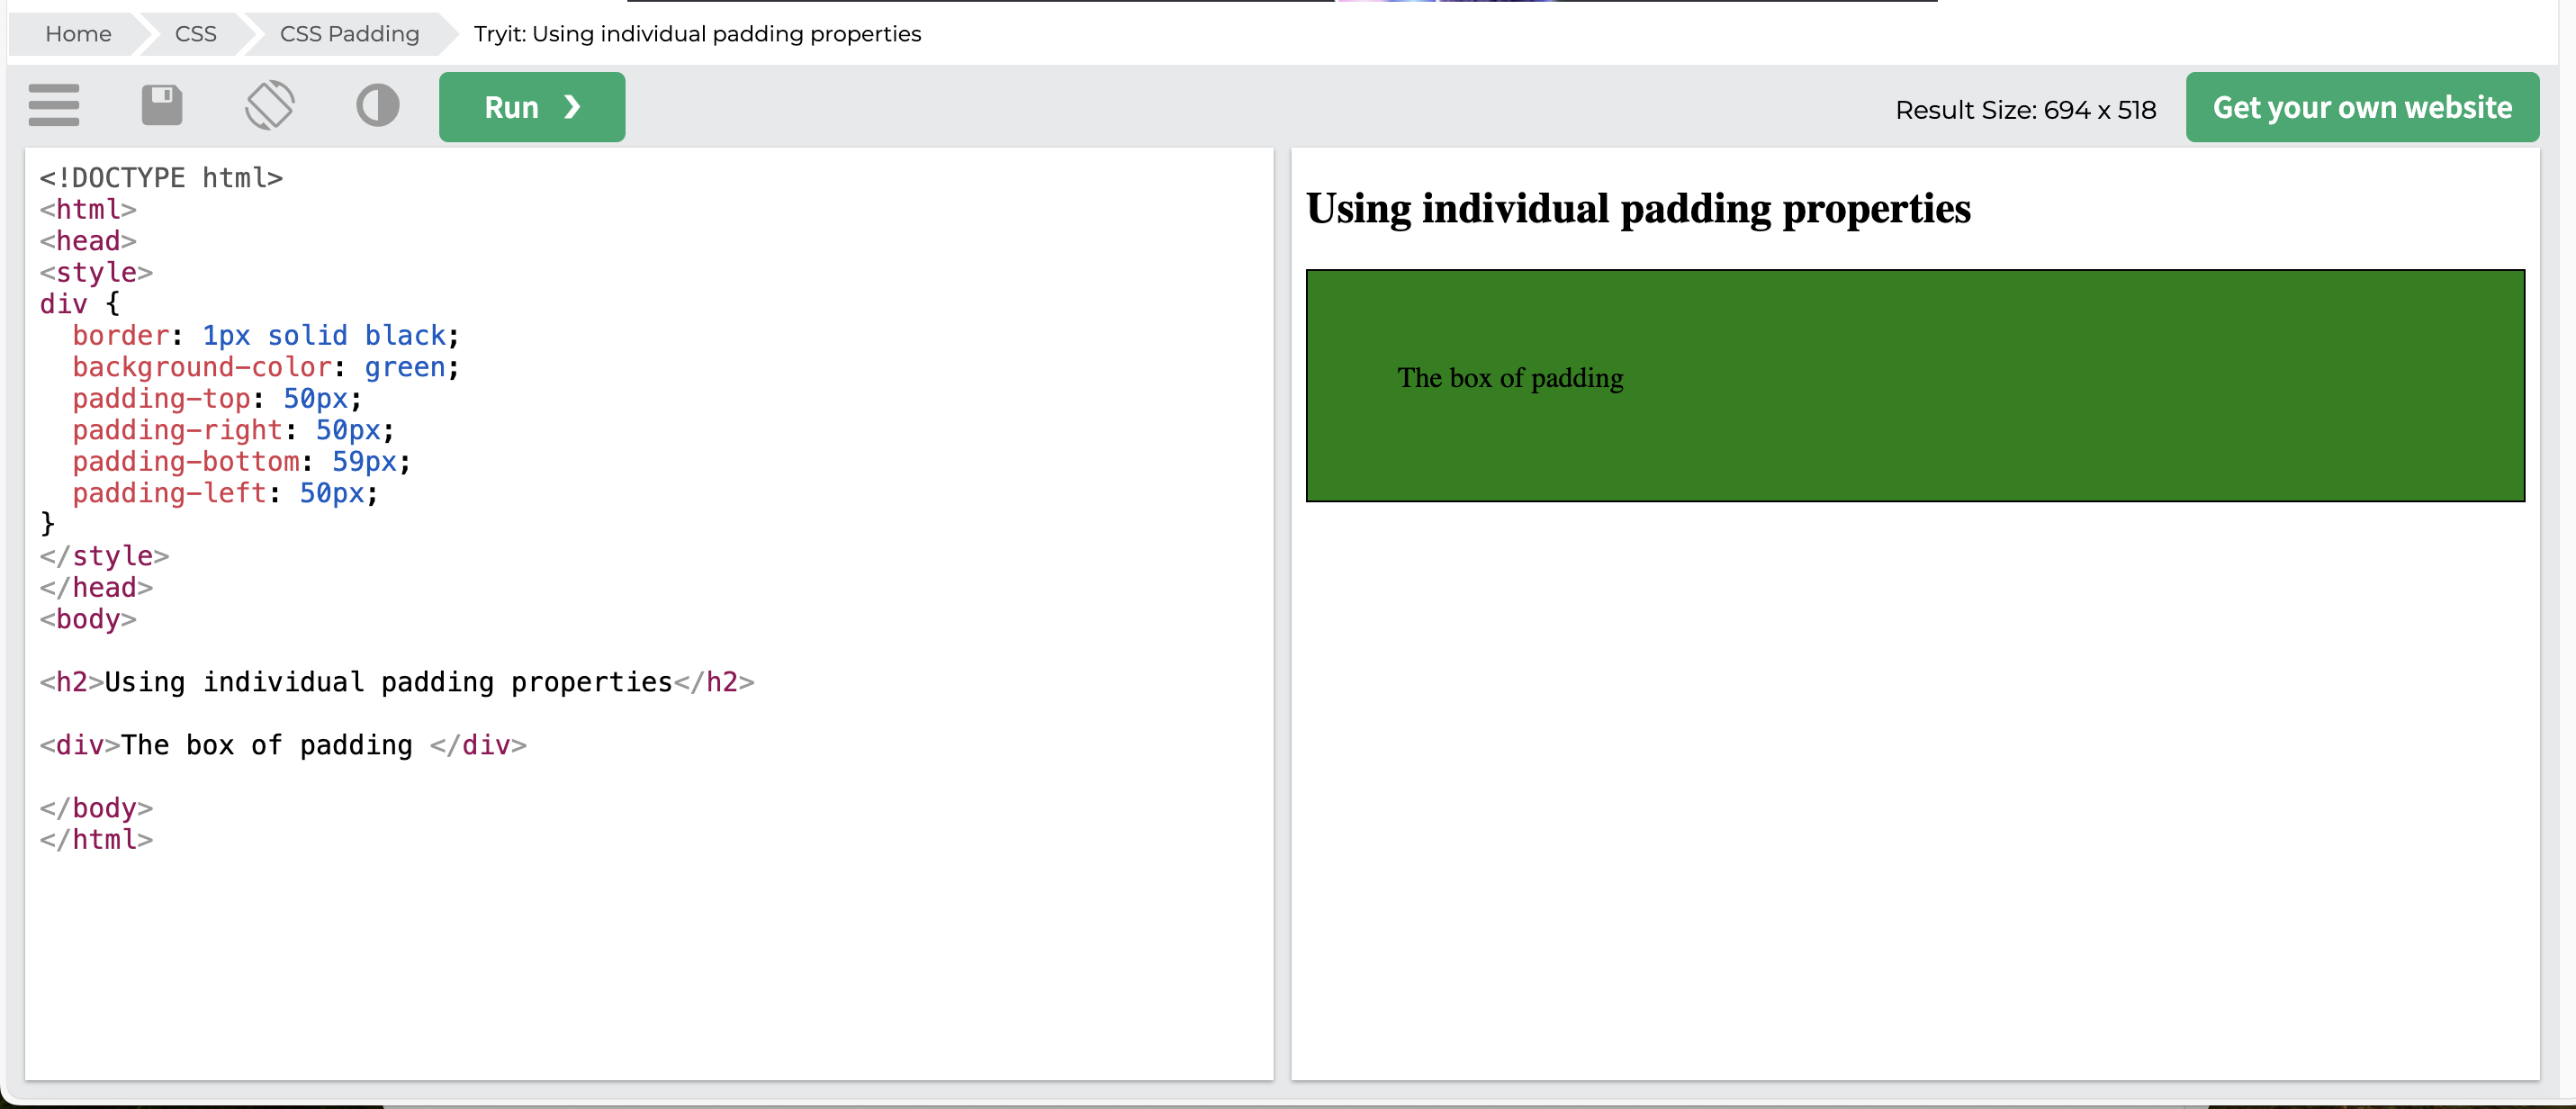 Home CSS CSS Padding Tryit: Using individual padding properties
Run ❯ Result Size: 694 x 518 Get your own website
<!DOCTYPE html>
<html>
<head>
<style>
div {
  border: 1px solid black;
  background-color: green;
  padding-top: 50px;
  padding-right: 50px;
  padding-bottom: 59px;
  padding-left: 50px;
}
</style>
</head>
<body>
<h2>Using individual padding properties</h2>
<div>The box of padding </div>
</body>
</html>
Using individual padding properties
The box of padding